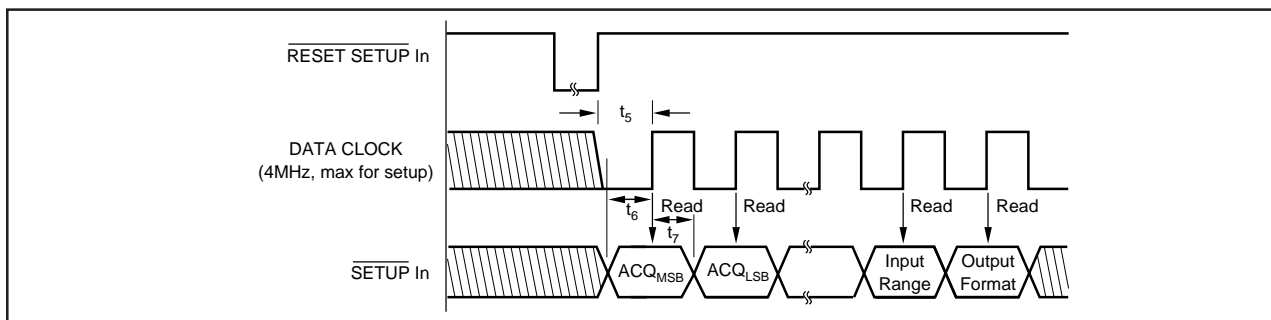 RESET SETUP In
t5
DATA CLOCK
(4MHz, max for setup)
t6
Read
Read
Read
Read
t7
SETUP In
ACQMSB
ACQLSB
Input
Range
Output
Format